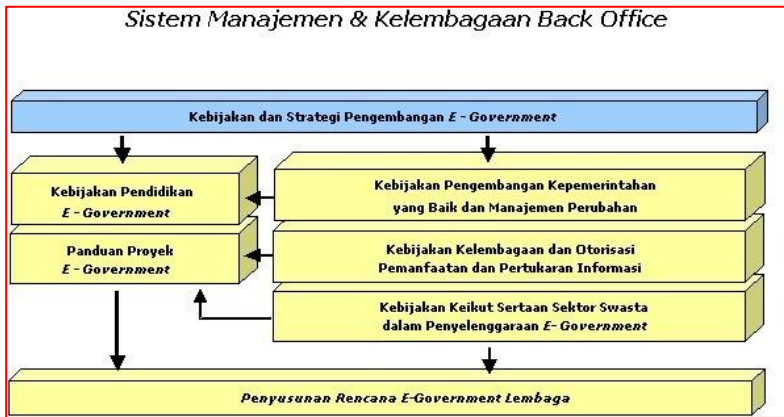 Sistem Manajemen & Kelembagaan Back Office
Kebijakan dan Strategi Pengembangan E - Government
Kebijakan Pendidikan
E - Government
Kebijakan Pengembangan Kepemerintahan
yang Baik dan Manajemen Perubahan
Panduan Proyek
E - Government
Kebijakan Kelembagaan dan Otorisasi
Pemanfaatan dan Pertukaran Informasi
Kebijakan Keikut Sertaan Sektor Swasta
dalam Penyelenggaraan E- Government
Penyusunan Rencana E-Government Lembaga